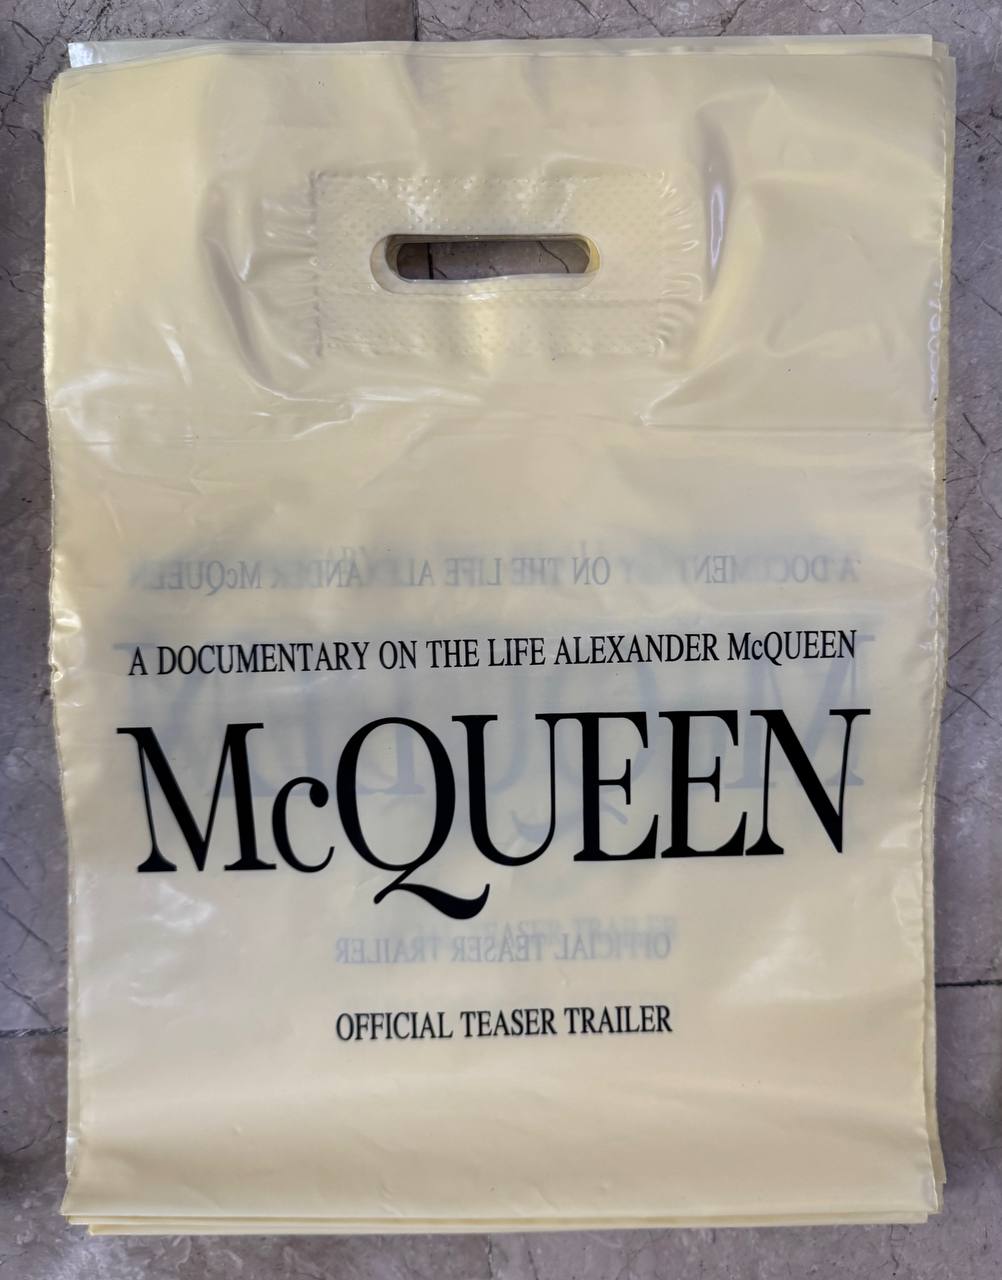 A DOCUMENTARY ON THE LIFE ALEXANDER McQUEEN
McQUEEN
OFFICIAL TEASER TRAILER